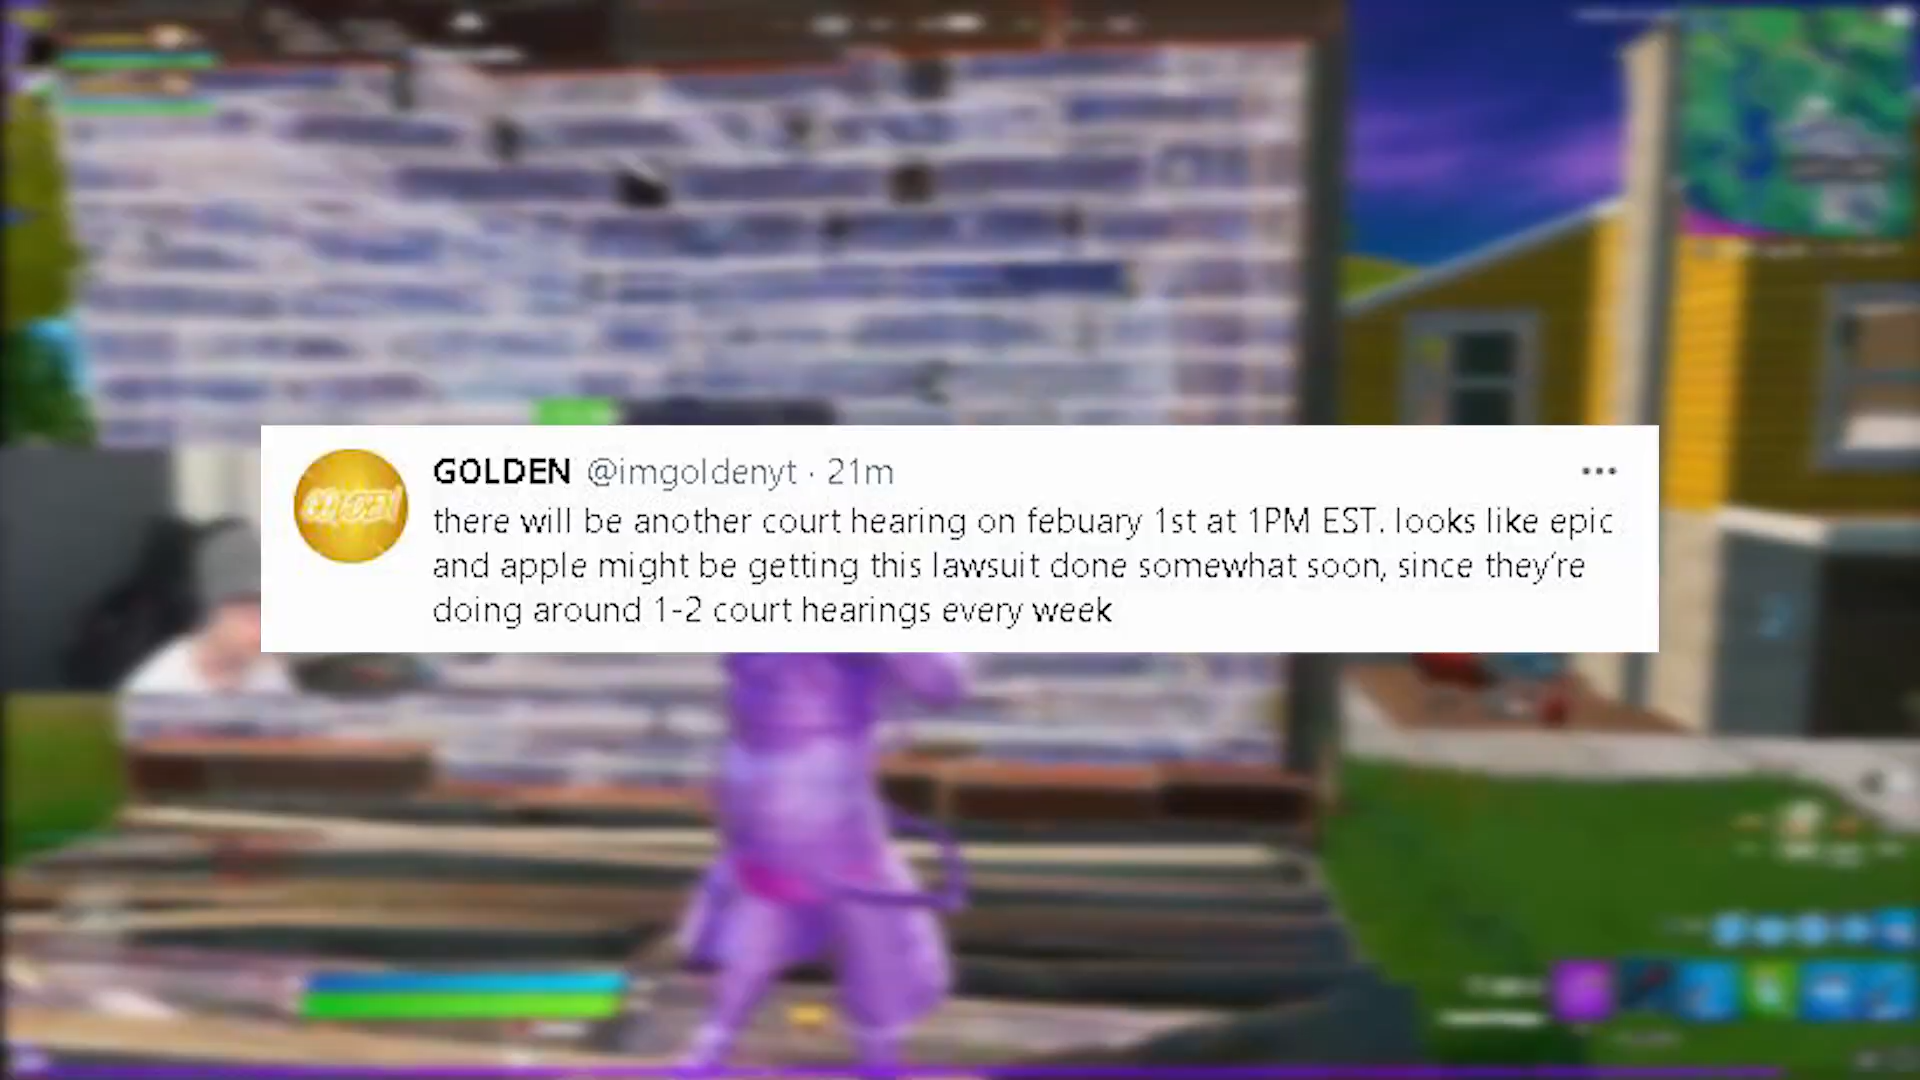 GOLDEN @imgoldenyt · 21m
there will be another court hearing on febuary 1st at 1PM EST. looks like epic
and apple might be getting this lawsuit done somewhat soon, since they're
doing around 1-2 court hearings every week
GOLDEN